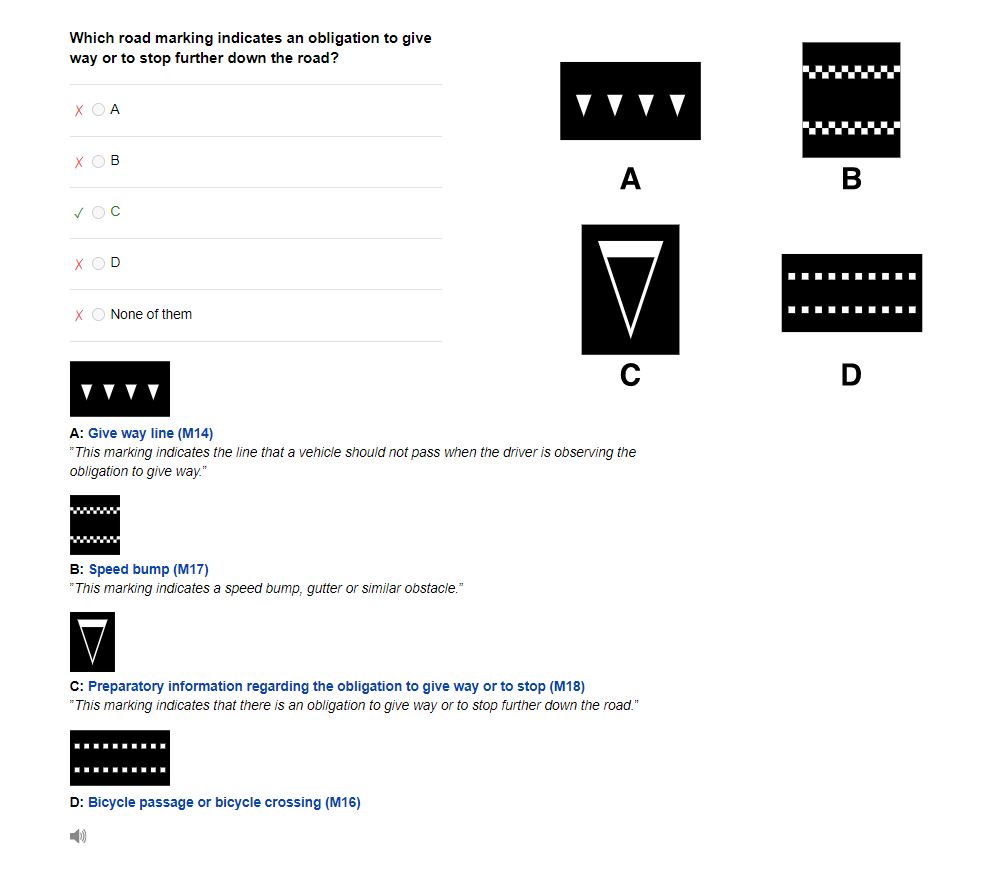 Which road marking indicates an obligation to give
way or to stop further down the road?
A
B
C
D
None of them
A
B
C
D
A: Give way line (M14)
”This marking indicates the line that a vehicle should not pass when the driver is observing the
obligation to give way.”
B: Speed bump (M17)
”This marking indicates a speed bump, gutter or similar obstacle.”
C: Preparatory information regarding the obligation to give way or to stop (M18)
”This marking indicates that there is an obligation to give way or to stop further down the road.”
D: Bicycle passage or bicycle crossing (M16)